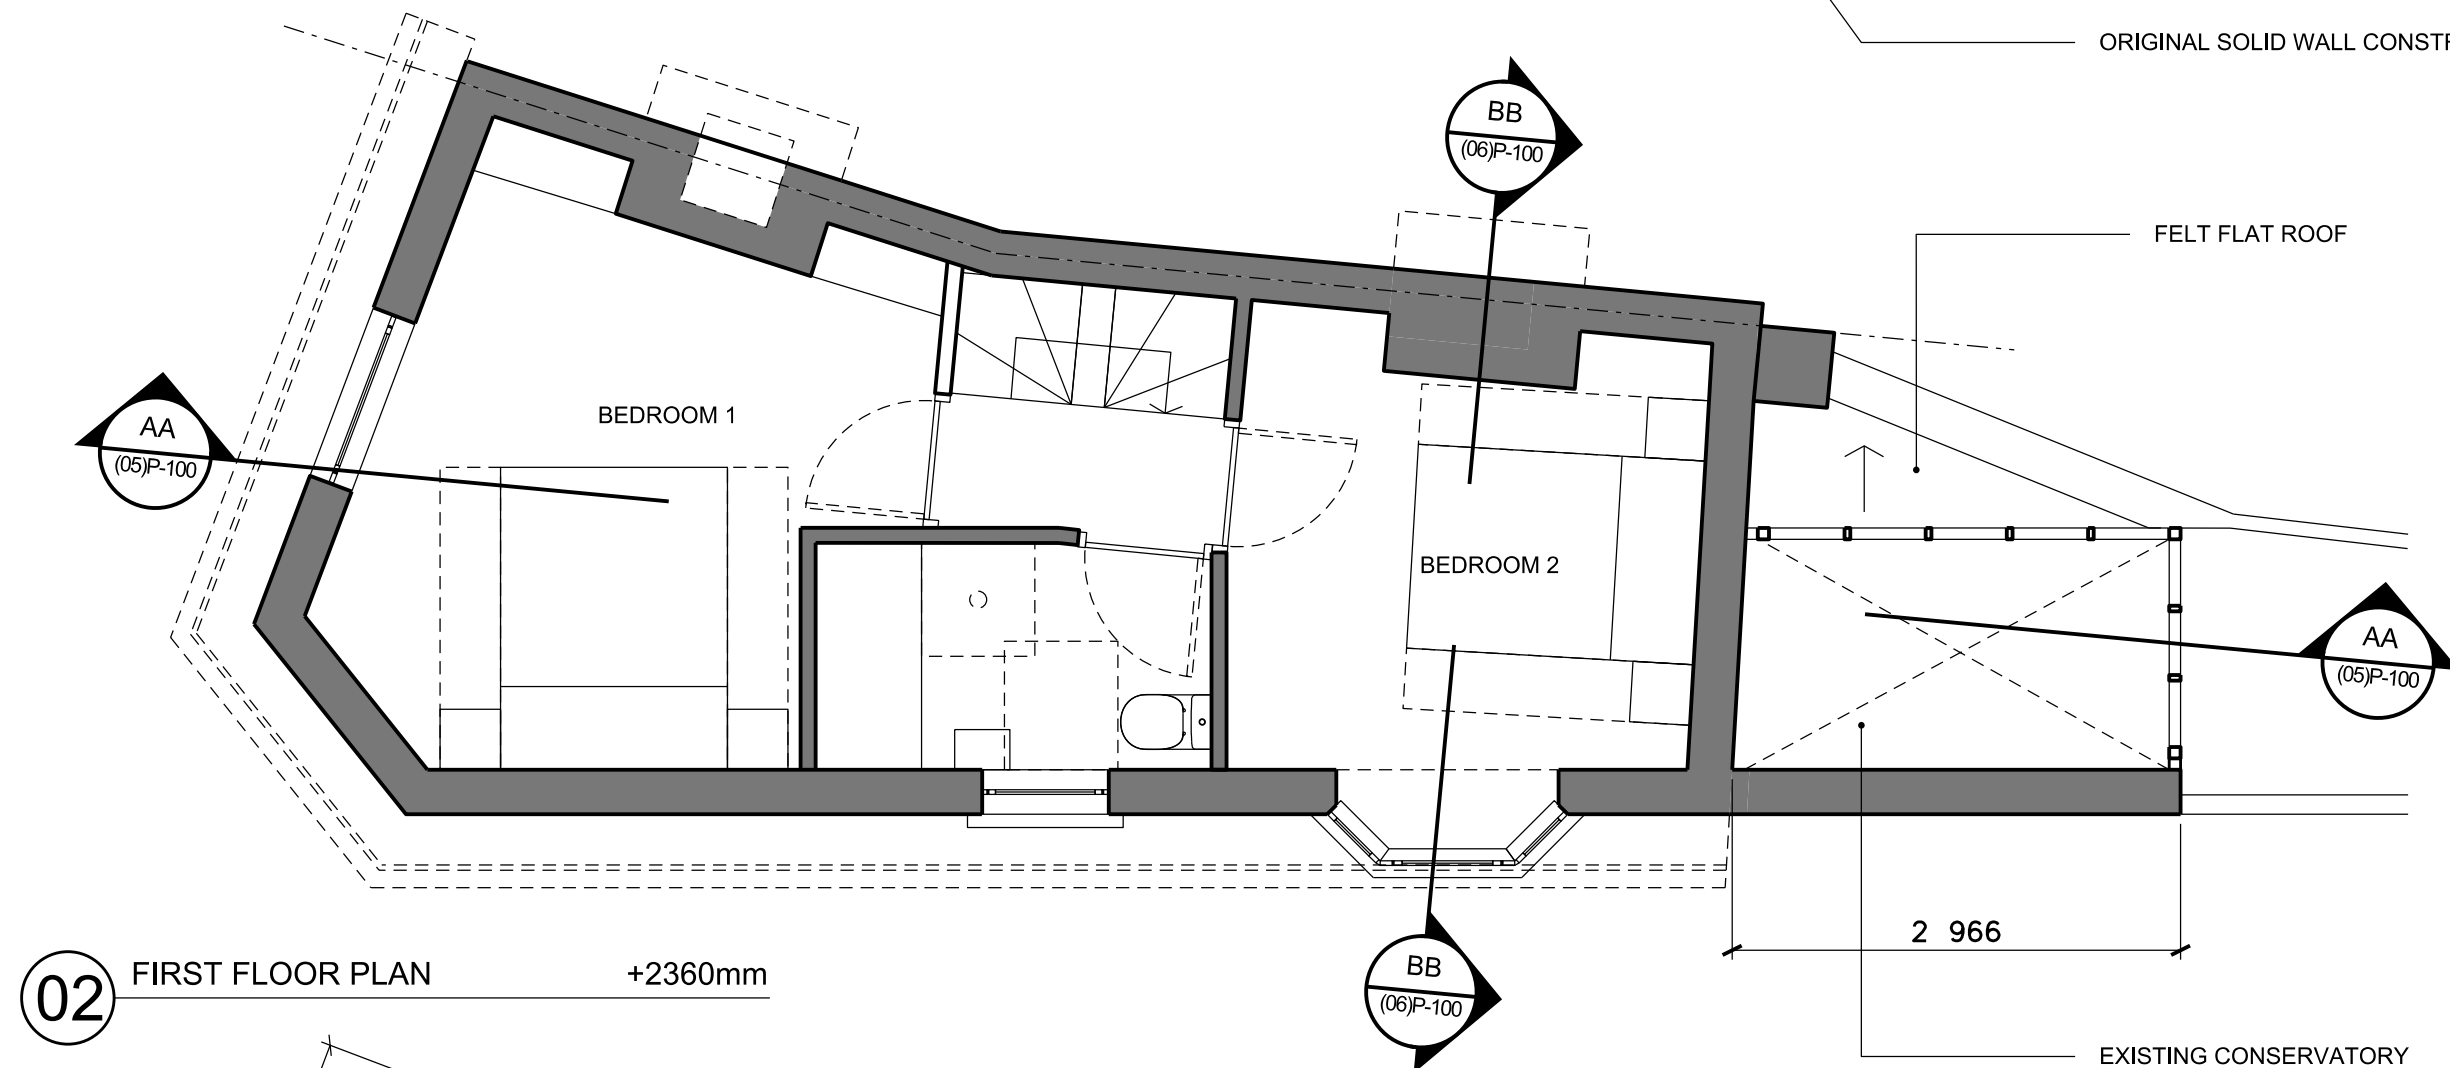 ORIGINAL SOLID WALL
BB
(06)P-100
FELT FLAT ROOF
AA
(05)P-100
BEDROOM 1
BEDROOM 2
AA
(05)P-100
2 966
BB
(06)P-100
02
FIRST FLOOR PLAN +2360mm
EXISTING CONSERVATORY